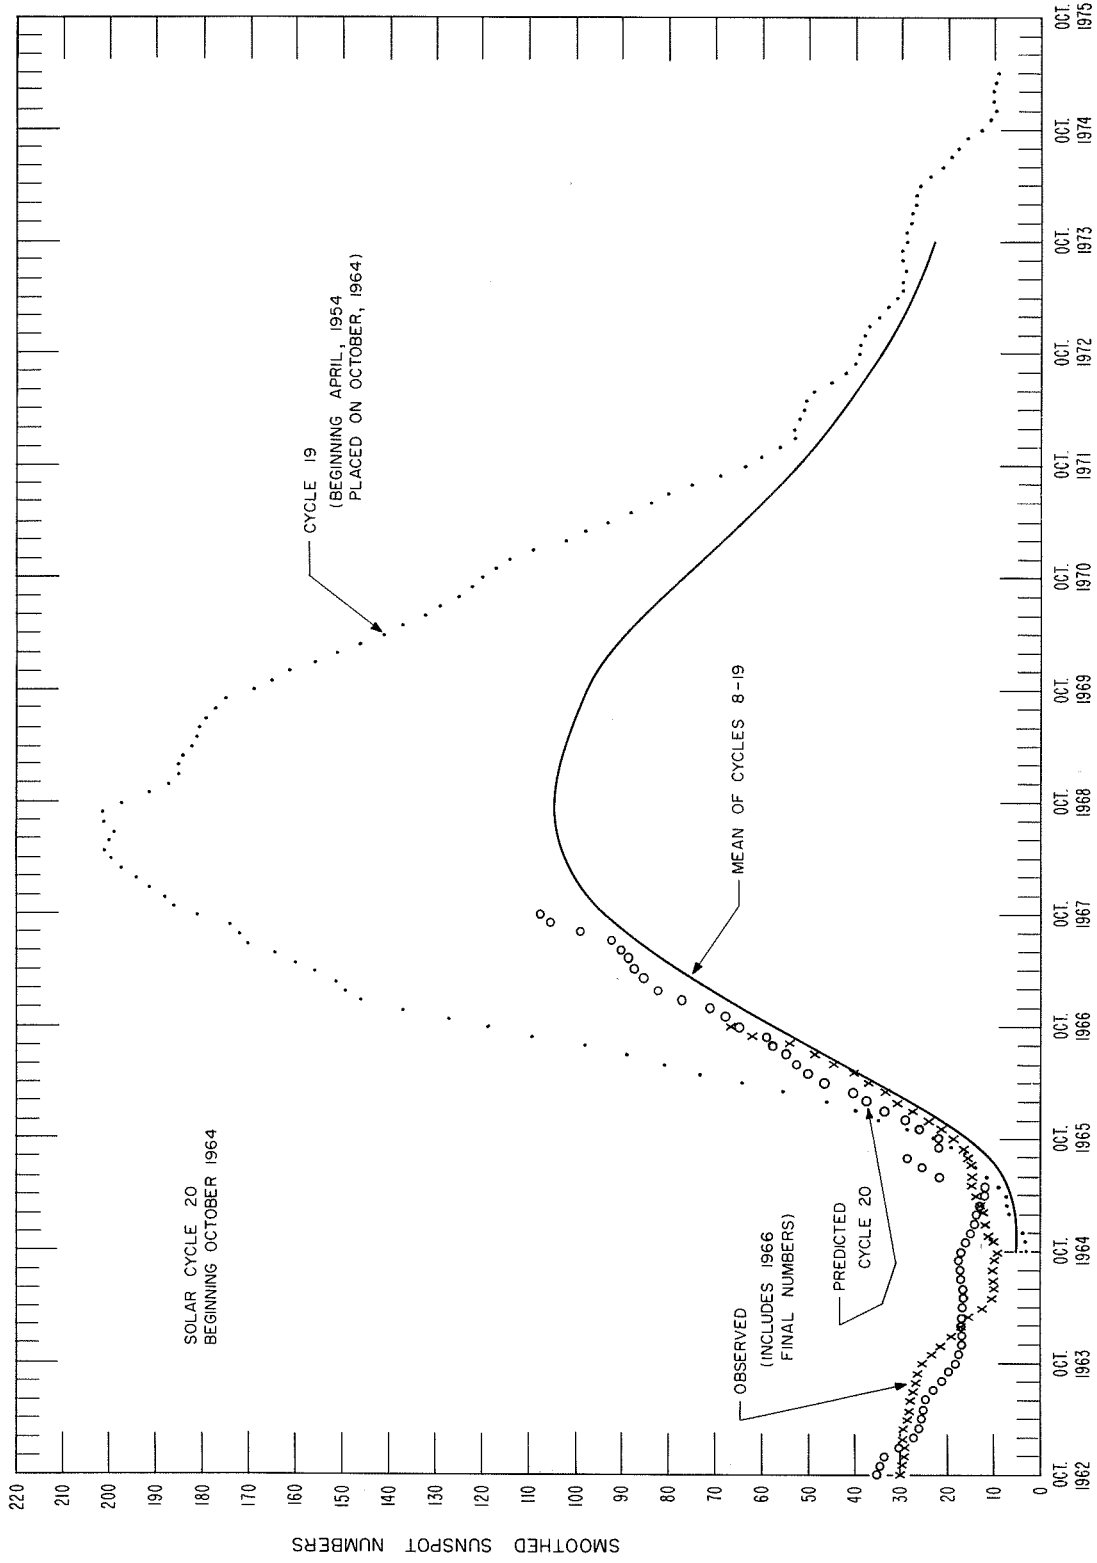 220
210
200
190
180
170
160
150
140
130
120
110
100
90
80
70
60
50
40
30
20
10
0
SMOOTHED SUNSPOT NUMBERS
SOLAR CYCLE 20
BEGINNING OCTOBER 1964
CYCLE 19
(BEGINNING APRIL, 1954
PLACED ON OCTOBER, 1964)
MEAN OF CYCLES 8-19
PREDICTED
CYCLE 20
OBSERVED
(INCLUDES 1966
FINAL NUMBERS)
OCT. OCT. OCT. OCT. OCT. OCT. OCT. OCT. OCT. OCT. OCT. OCT. OCT. OCT.
1962 1963 1964 1965 1966 1967 1968 1969 1970 1971 1972 1973 1974 1975